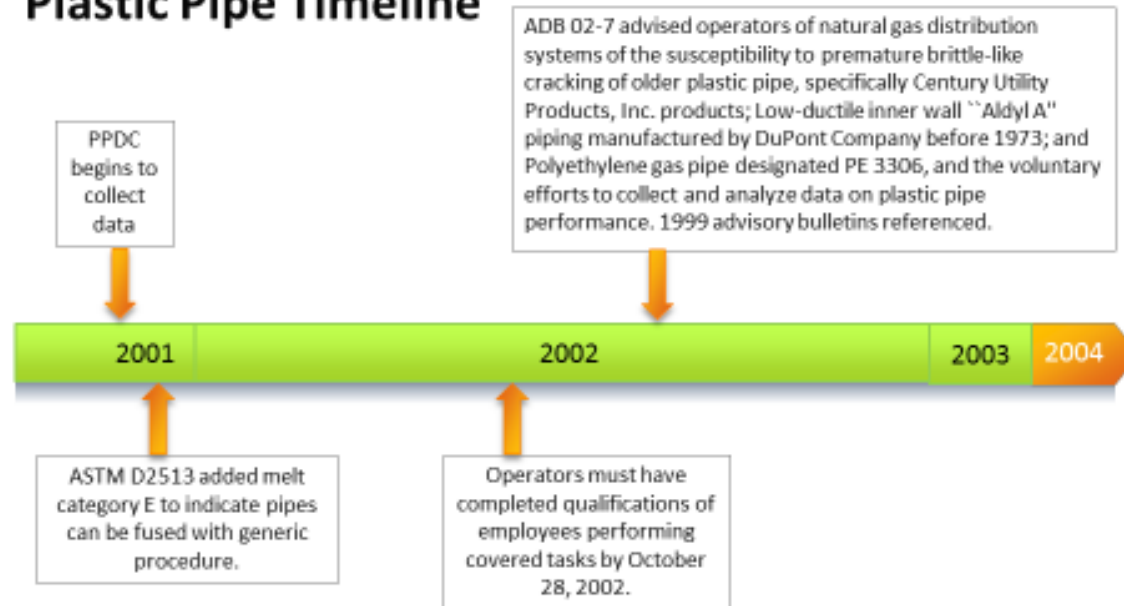 Plastic Pipe Timeline
ADB 02-7 advised operators of natural gas distribution
systems of the susceptibility to premature brittle-like
cracking of older plastic pipe, specifically Century Utility
Products, Inc. products; Low-ductile inner wall ``Aldyl A''
piping manufactured by DuPont Company before 1973; and
Polyethylene gas pipe designated PE 3306, and the voluntary
efforts to collect and analyze data on plastic pipe
performance. 1999 advisory bulletins referenced.
PPDC
begins to
collect
data
2001
2002
2003
2004
ASTM D2513 added melt
category E to indicate pipes
can be fused with generic
procedure.
Operators must have
completed qualifications of
employees performing
covered tasks by October
28, 2002.